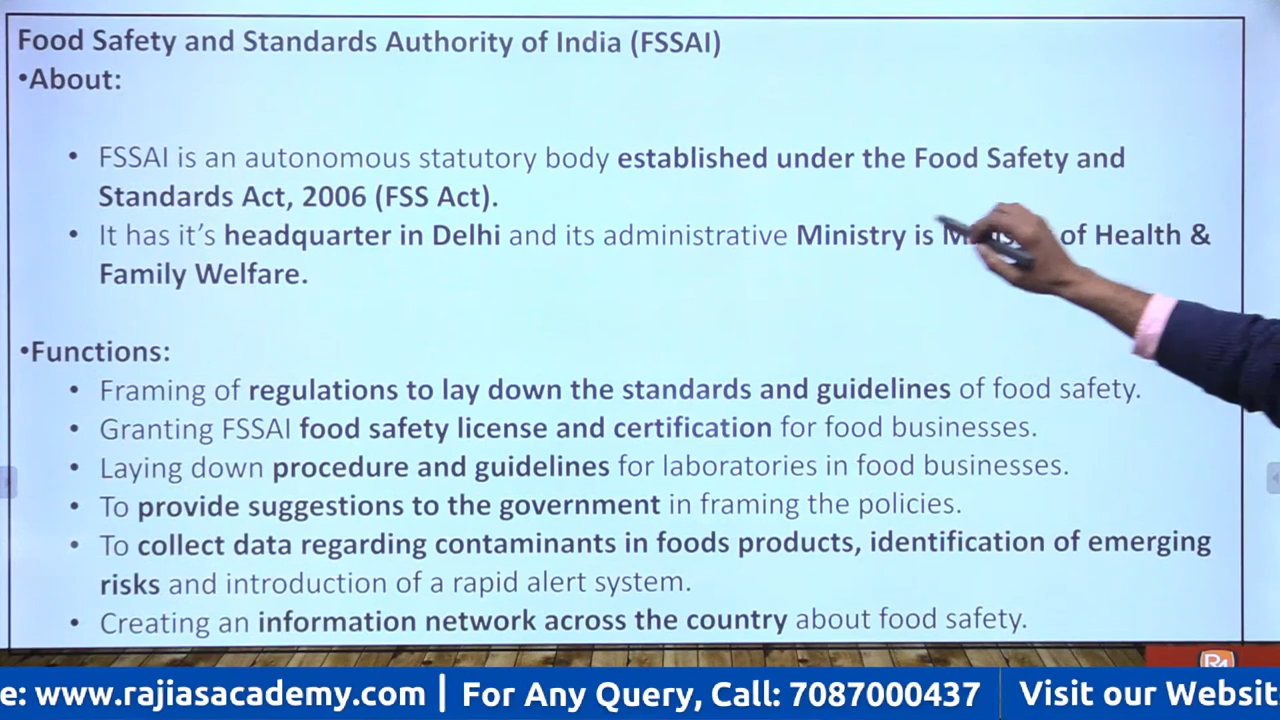 Food Safety and Standards Authority of India (FSSAI)
•About:
• FSSAI is an autonomous statutory body established under the Food Safety and
Standards Act, 2006 (FSS Act).
• It has it’s headquarter in Delhi and its administrative Ministry is of Health &
Family Welfare.
•Functions:
• Framing of regulations to lay down the standards and guidelines of food safety.
• Granting FSSAI food safety license and certification for food businesses.
• Laying down procedure and guidelines for laboratories in food businesses.
• To provide suggestions to the government in framing the policies.
• To collect data regarding contaminants in foods products, identification of emerging
risks and introduction of a rapid alert system.
• Creating an information network across the country about food safety.
e: www.rajiasacademy.com | For Any Query, Call: 7087000437 | Visit our Websit